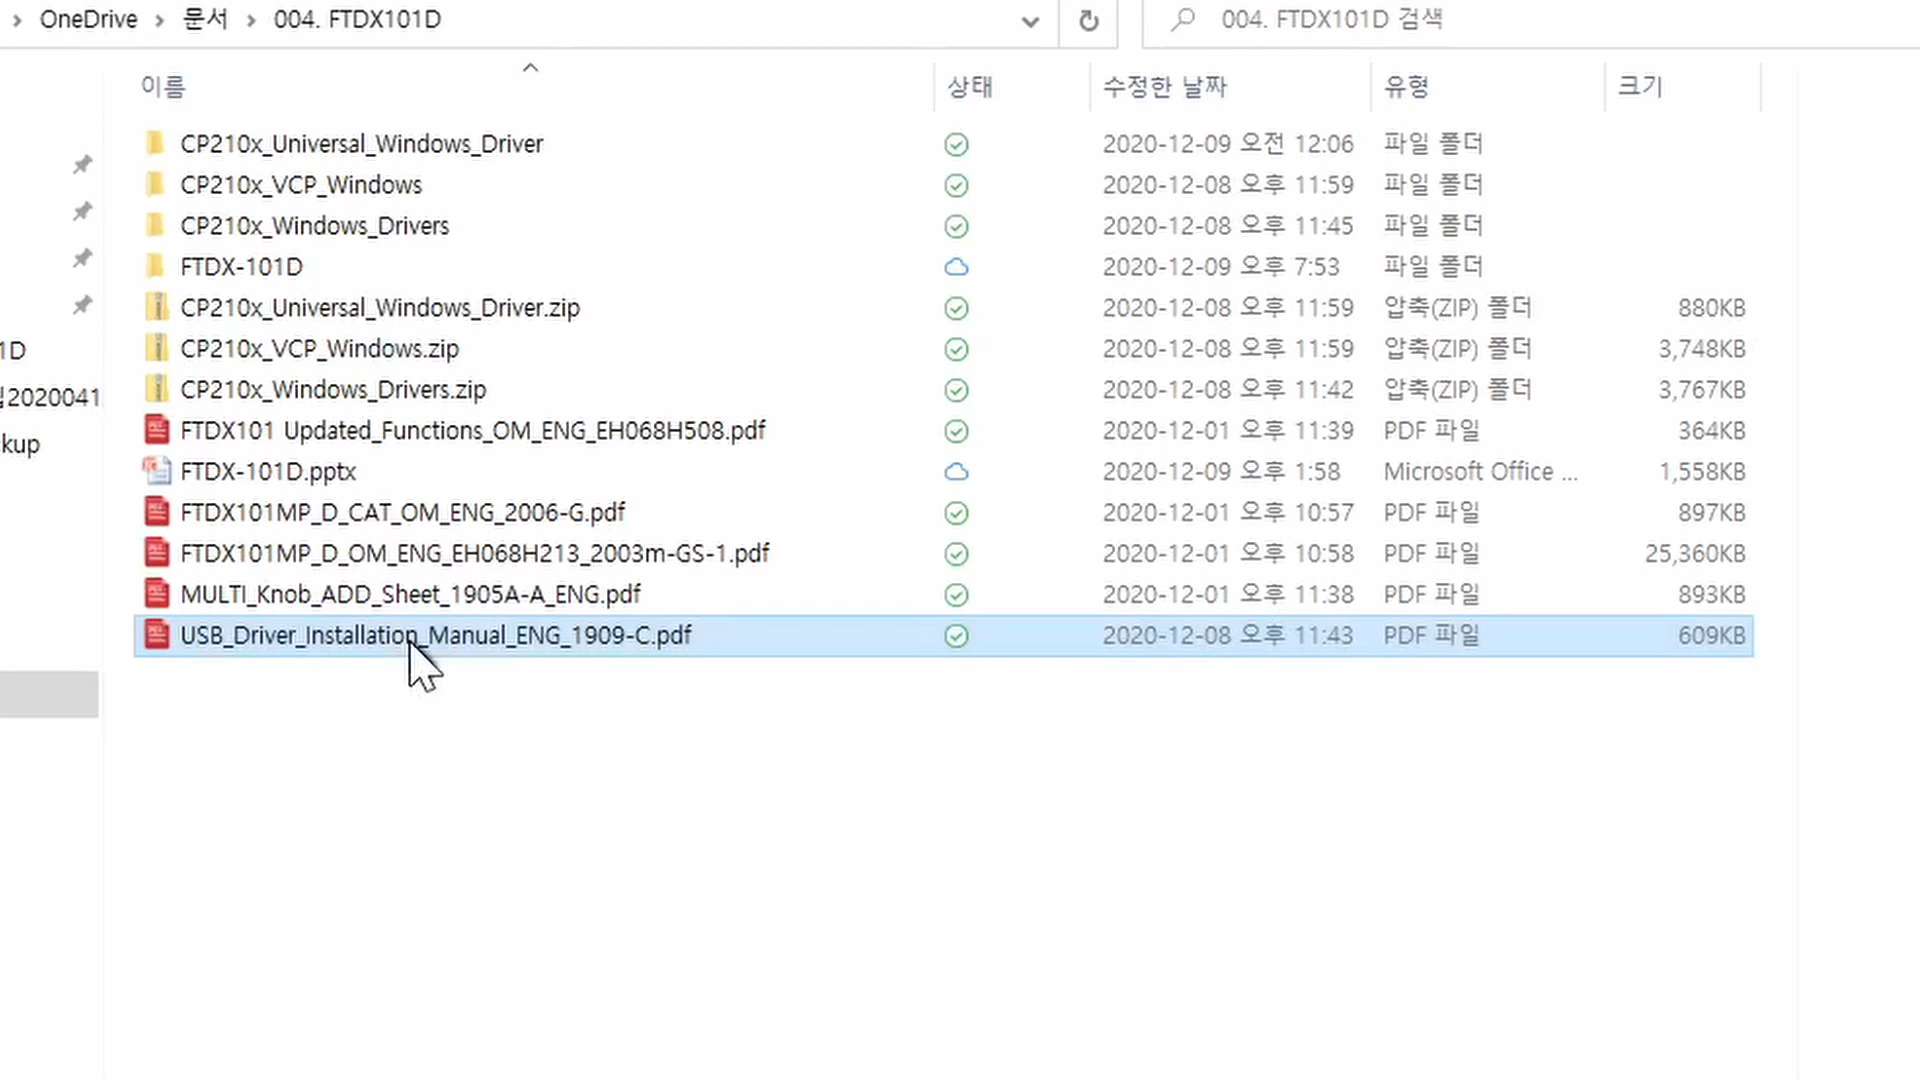 OneDrive 문서 004. FTDX101D 004. FTDX101D 검색
이름 상태 수정한 날짜 유형 크기
CP210x_Universal_Windows_Driver 2020-12-09 오전 12:06 파일 폴더
CP210x_VCP_Windows 2020-12-08 오후 11:59 파일 폴더
CP210x_Windows_Drivers 2020-12-08 오후 11:45 파일 폴더
FTDX-101D 2020-12-09 오후 7:53 파일 폴더
CP210x_Universal_Windows_Driver.zip 2020-12-08 오후 11:59 압축(ZIP) 폴더 880KB
1D CP210x_VCP_Windows.zip 2020-12-08 오후 11:59 압축(ZIP) 폴더 3,748KB
20200041 CP210x_Windows_Drivers.zip 2020-12-08 오후 11:42 압축(ZIP) 폴더 3,767KB
kup FTDX101 Updated_Functions_OM_ENG_EH068H508.pdf 2020-12-01 오후 11:39 PDF 파일 364KB
FTDX-101D.pptx 2020-12-09 오후 1:58 Microsoft Office ... 1,558KB
FTDX101MP_D_CAT_OM_ENG_2006-G.pdf 2020-12-01 오후 10:57 PDF 파일 897KB
FTDX101MP_D_OM_ENG_EH068H213_2003m-GS-1.pdf 2020-12-01 오후 10:58 PDF 파일 25,360KB
MULTI_Knob_ADD_Sheet_1905A-A_ENG.pdf 2020-12-01 오후 11:38 PDF 파일 893KB
USB_Driver_Installation_Manual_ENG_1909-C.pdf 2020-12-08 오후 11:43 PDF 파일 609KB